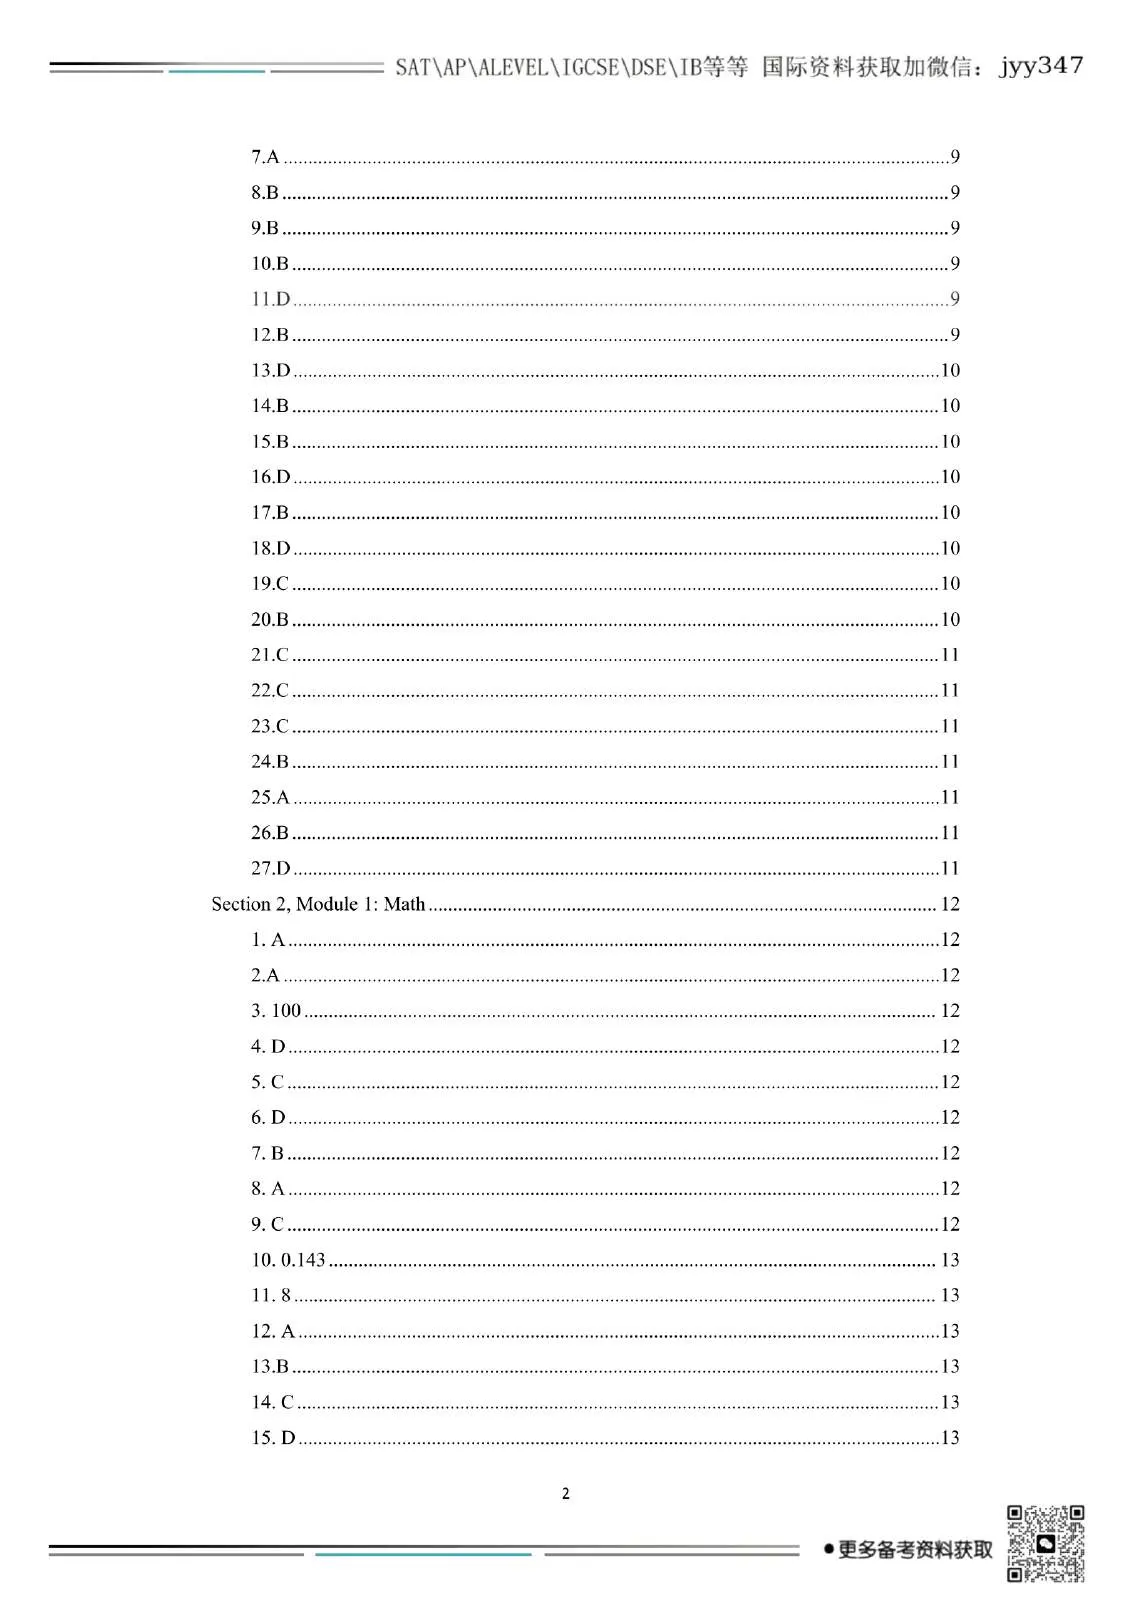 SAT\AP\ALEVEL\IGCSE\DSE\IB等等 国际资料获取加微信：jyy347
7.A 9
8.B 9
9.B 9
10.B 9
11.D 9
12.B 9
13.D 10
14.B 10
15.B 10
16.D 10
17.B 10
18.D 10
19.C 10
20.B 10
21.C 11
22.C 11
23.C 11
24.B 11
25.A 11
26.B 11
27.D 11
Section 2, Module 1: Math 12
1. A 12
2.A 12
3. 100 12
4. D 12
5. C 12
6. D 12
7. B 12
8. A 12
9. C 12
10. 0.143 13
11. 8 13
12. A 13
13.B 13
14. C 13
15. D 13
2
●更多备考资料获取